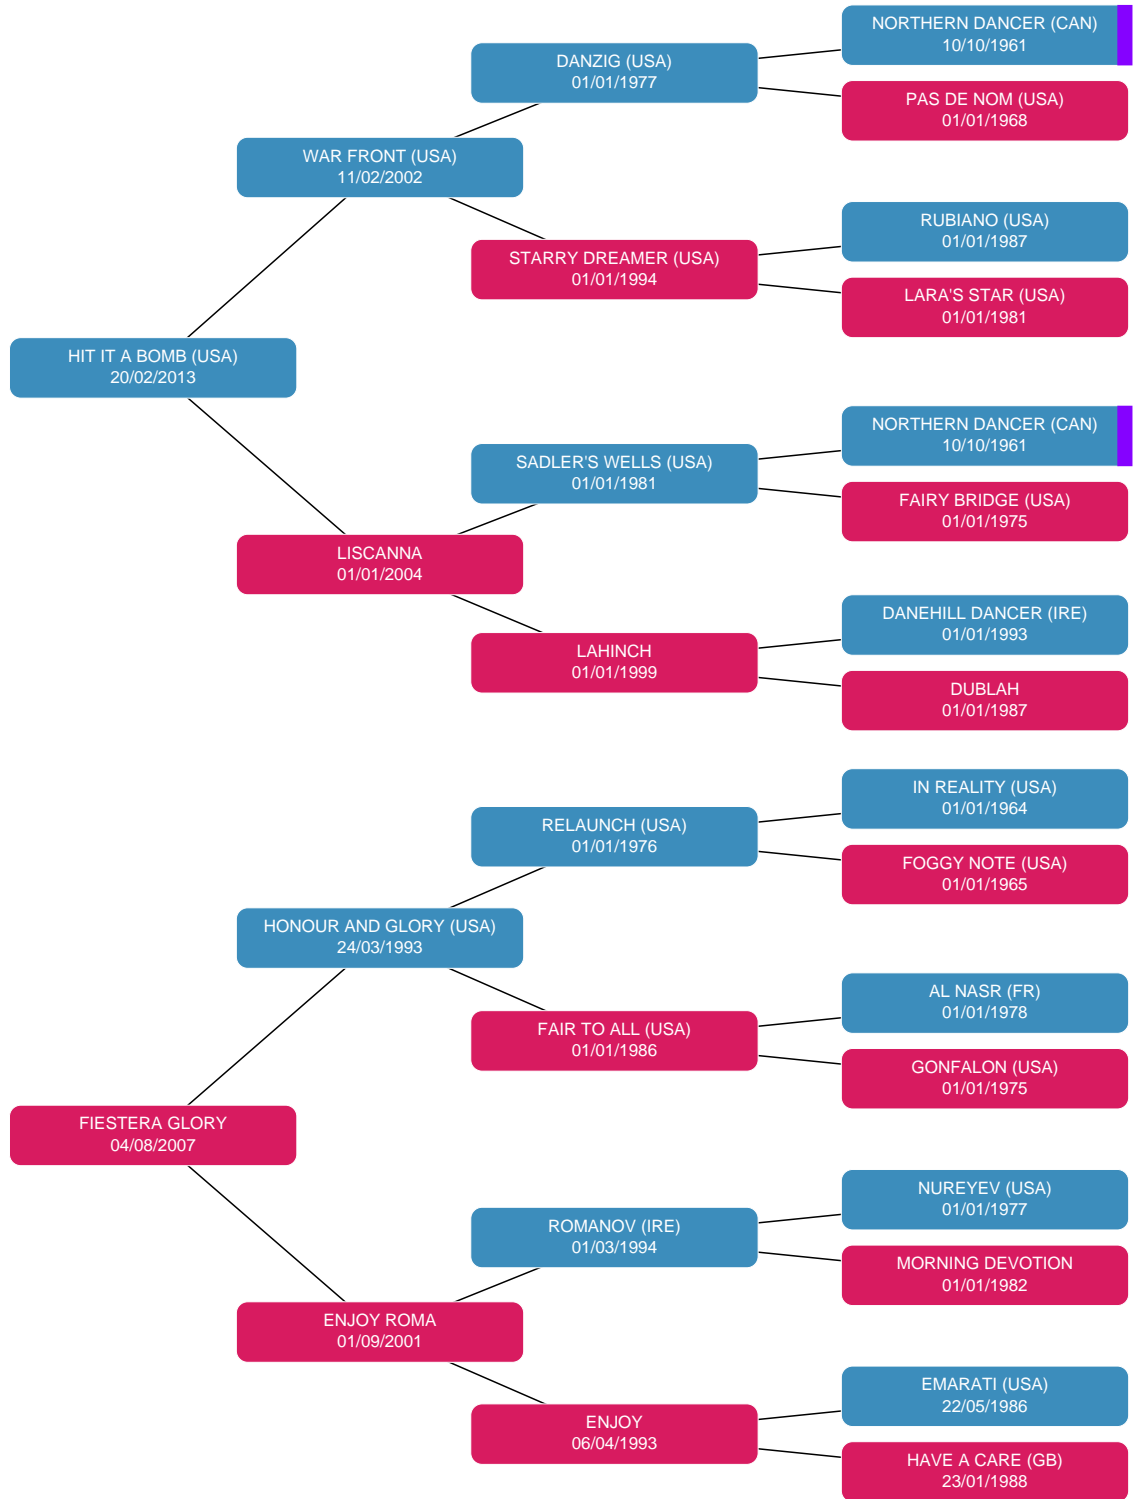 NORTHERN DANCER (CAN)
10/10/1961
DANZIG (USA)
01/01/1977
PAS DE NOM (USA)
01/01/1968
WAR FRONT (USA)
11/02/2002
RUBIANO (USA)
01/01/1987
STARRY DREAMER (USA)
01/01/1994
LARA'S STAR (USA)
01/01/1981
HIT IT A BOMB (USA)
20/02/2013
NORTHERN DANCER (CAN)
10/10/1961
SADLER'S WELLS (USA)
01/01/1981
FAIRY BRIDGE (USA)
01/01/1975
LISCANNA
01/01/2004
DANEHILL DANCER (IRE)
01/01/1993
LAHINCH
01/01/1999
DUBLAH
01/01/1987
IN REALITY (USA)
01/01/1964
RELAUNCH (USA)
01/01/1976
FOGGY NOTE (USA)
01/01/1965
HONOUR AND GLORY (USA)
24/03/1993
AL NASR (FR)
01/01/1978
FAIR TO ALL (USA)
01/01/1986
GONFALON (USA)
01/01/1975
FIESTERA GLORY
04/08/2007
NUREYEV (USA)
01/01/1977
ROMANOV (IRE)
01/03/1994
MORNING DEVOTION
01/01/1982
ENJOY ROMA
01/09/2001
EMARATI (USA)
22/05/1986
ENJOY
06/04/1993
HAVE A CARE (GB)
23/01/1988